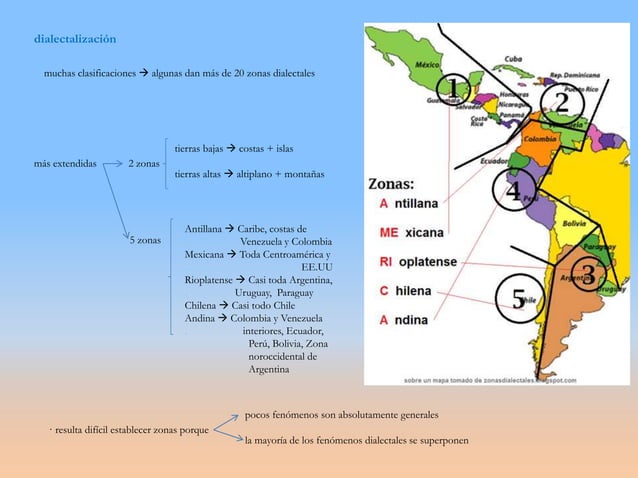 dialectalización
muchas clasificaciones → algunas dan más de 20 zonas dialectales
más extendidas
2 zonas
tierras bajas → costas + islas
tierras altas → altiplano + montañas
5 zonas
Antillana → Caribe, costas de
Venezuela y Colombia
Mexicana → Toda Centroamérica y
EE.UU
Rioplatense → Casi toda Argentina,
Uruguay, Paraguay
Chilena → Casi todo Chile
Andina → Colombia y Venezuela
interiores, Ecuador,
Perú, Bolivia, Zona
noroccidental de
Argentina
· resulta difícil establecer zonas porque
pocos fenómenos son absolutamente generales
la mayoría de los fenómenos dialectales se superponen
México
Cuba
Rep. Dominicana
Puerto Rico
1
2
Guatemala
Honduras
Salvador
Nicaragua
Costa
Rica
Panamá
Colombia
Ecuador
4
Perú
Zonas:
A ntillana
ME xicana
RI oplatense
C hilena
A ndina
Bolivia
3
Argentina
Uruguay
5
Chile
sobre un mapa tomado de zonasdialectales.blogspot.com